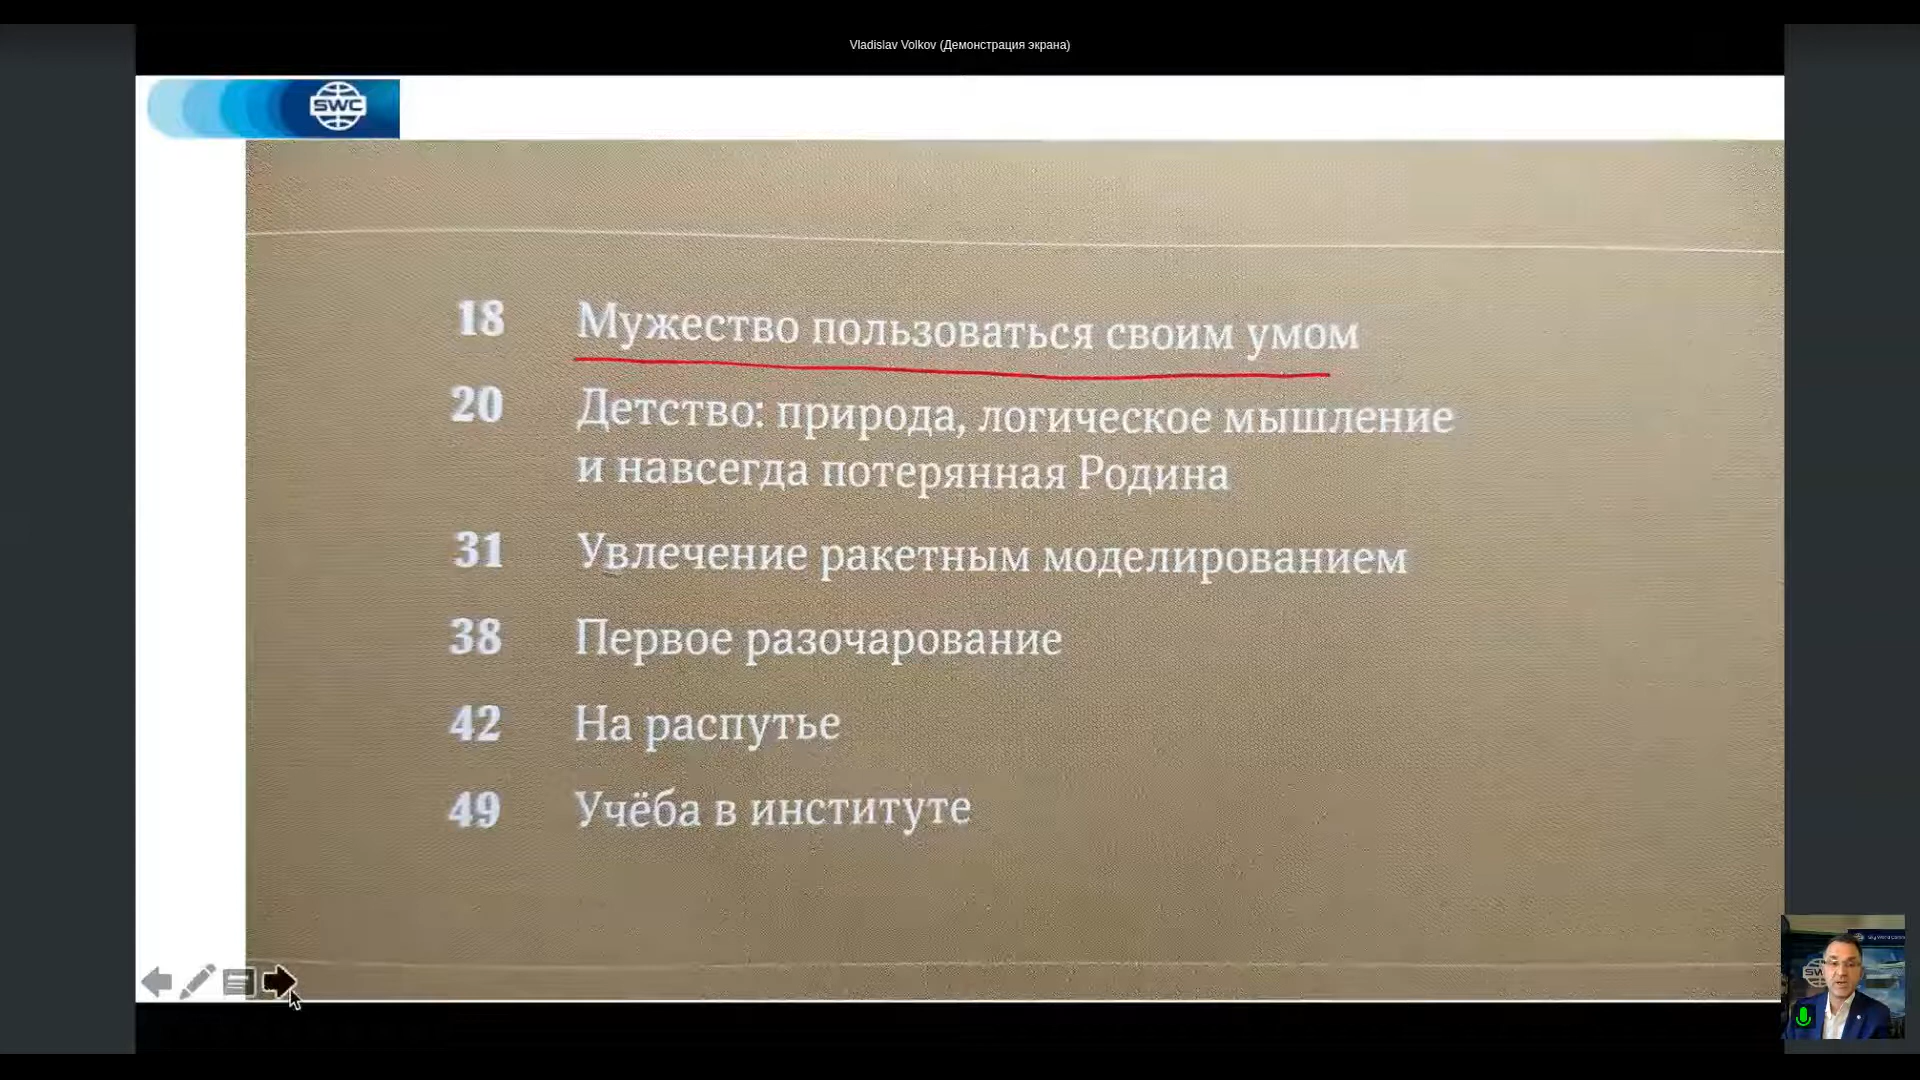 Vladislav Volkov (Демонстрация экрана)
SWC
18 Мужество пользоваться своим умом
20 Детство: природа, логическое мышление
и навсегда потерянная Родина
31 Увлечение ракетным моделированием
38 Первое разочарование
42 На распутье
49 Учёба в институте